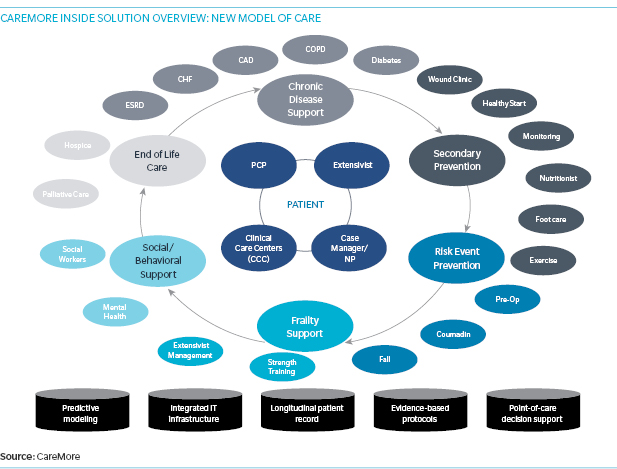 CAREMORE INSIDE SOLUTION OVERVIEW: NEW MODEL OF CARE
COPD
CAD
Diabetes
CHF
Wound Clinic
ESRD
Chronic
Disease
Support
Healthy Start
Hospice
End of Life
Care
PCP
Extensivist
Secondary
Prevention
Monitoring
Nutritionist
Palliative Care
PATIENT
Foot care
Social
Workers
Social/
Behavioral
Support
Clinical
Care Centers
(CCC)
Case
Manager/
NP
Risk Event
Prevention
Exercise
Mental
Health
Pre-Op
Frailty
Support
Coumadin
Extensivist
Management
Strength
Training
Fall
Predictive
modeling
Integrated IT
infrastructure
Longitudinal patient
record
Evidence-based
protocols
Point-of-care
decision support
Source: CareMore